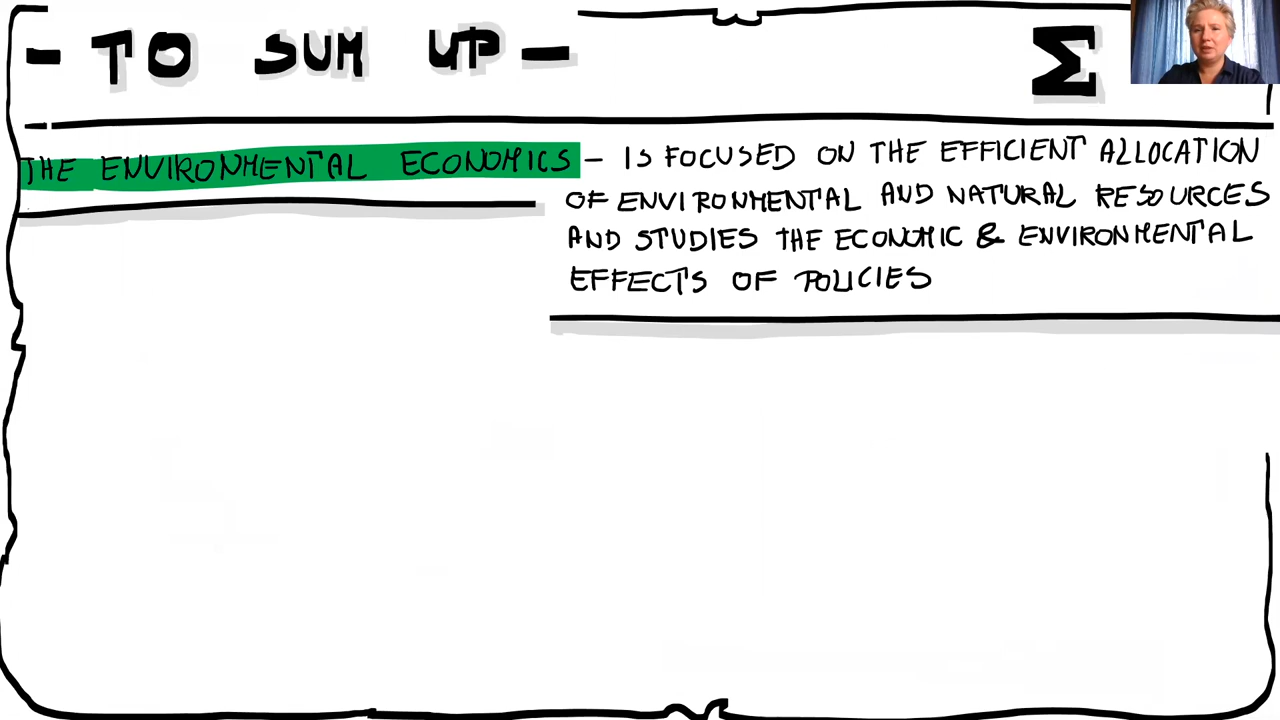 - TO SUM UP -
Σ
THE ENVIRONMENTAL ECONOMICS - IS FOCUSED ON THE EFFICIENT ALLOCATION
OF ENVIRONMENTAL AND NATURAL RESOURCES
AND STUDIES THE ECONOMIC & ENVIRONMENTAL
EFFECTS OF POLICIES